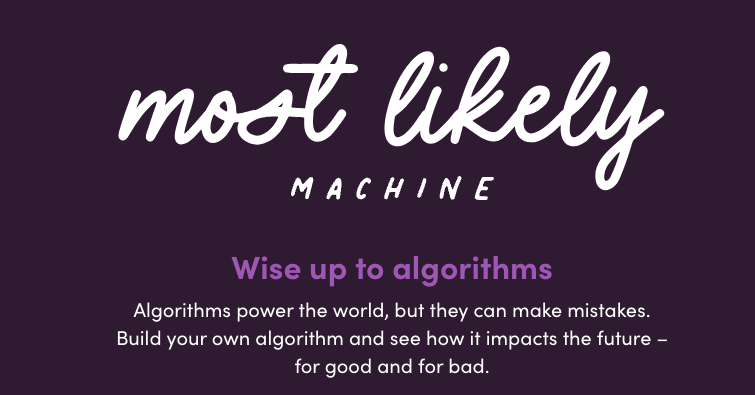 most likely
MACHINE
Wise up to algorithms
Algorithms power the world, but they can make mistakes.
Build your own algorithm and see how it impacts the future –
for good and for bad.